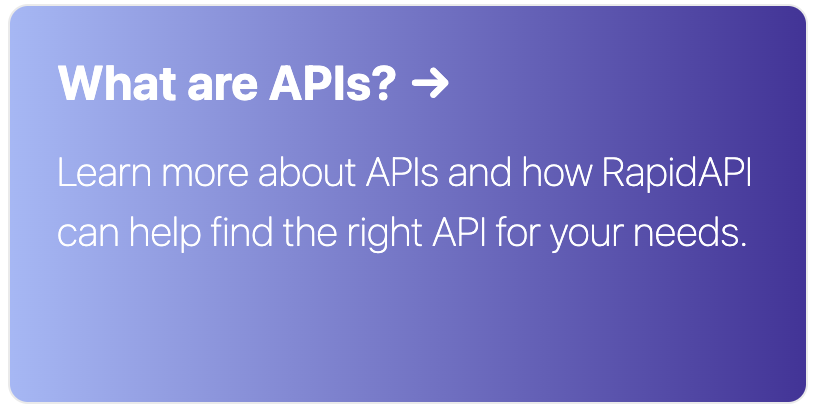 What are APIs? →
Learn more about APIs and how RapidAPI
can help find the right API for your needs.